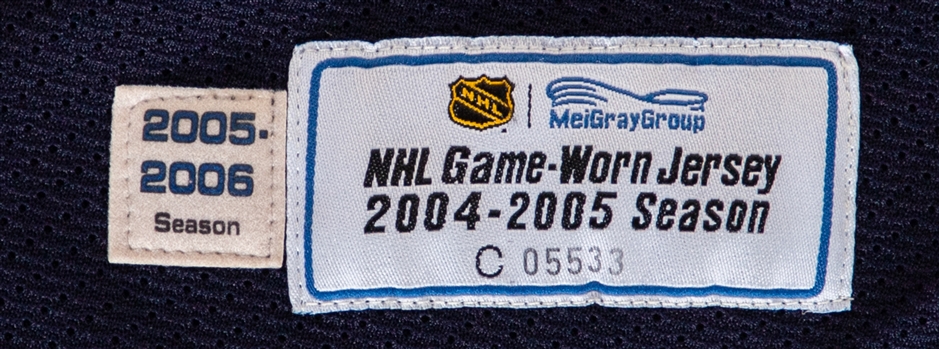 2005-
2006
Season
NHL
MeiGrayGroup
NHL Game-Worn Jersey
2004-2005 Season
C 05533